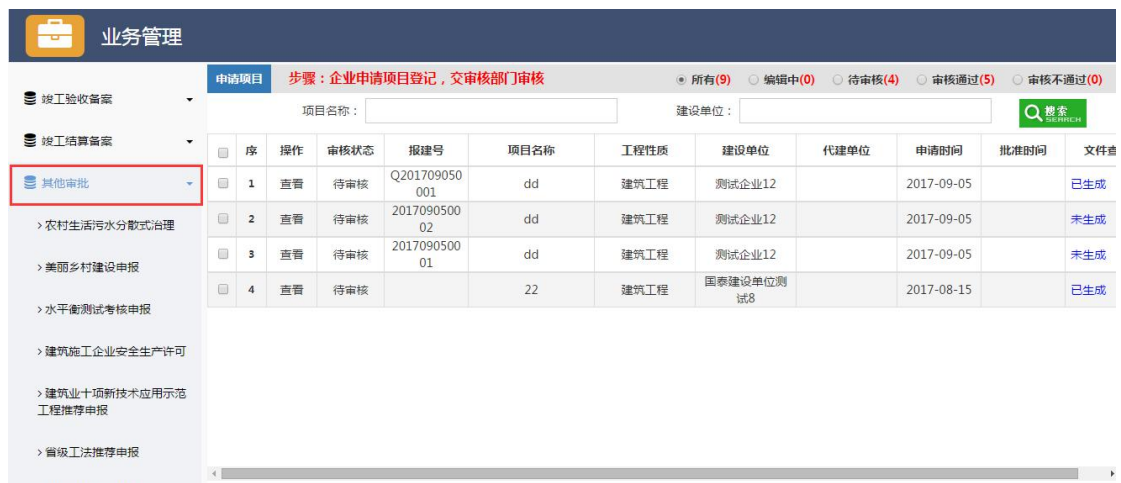 业务管理
竣工验收备案
竣工结算备案
其他审批
>农村生活污水分散式治理
>美丽乡村建设申报
>水平衡测试考核申报
>建筑施工企业安全生产许可
>建筑业十项新技术应用示范
工程推荐申报
>省级工法推荐申报
申请项目 步骤：企业申请项目登记，交审核部门审核 所有(9) 编辑中(0) 待审核(4) 审核通过(5) 审核不通过(0)
项目名称： 建设单位： 搜索
SEARCH
序 操作 审核状态 报建号 项目名称 工程性质 建设单位 代建单位 申请时间 批准时间 文件查
1 查看 待审核 Q201709050
001 dd 建筑工程 测试企业12 2017-09-05 已生成
2 查看 待审核 2017090500
02 dd 建筑工程 测试企业12 2017-09-05 未生成
3 查看 待审核 2017090500
01 dd 建筑工程 测试企业12 2017-09-05 未生成
4 查看 待审核 22 建筑工程 国泰建设单位测
试8 2017-08-15 已生成